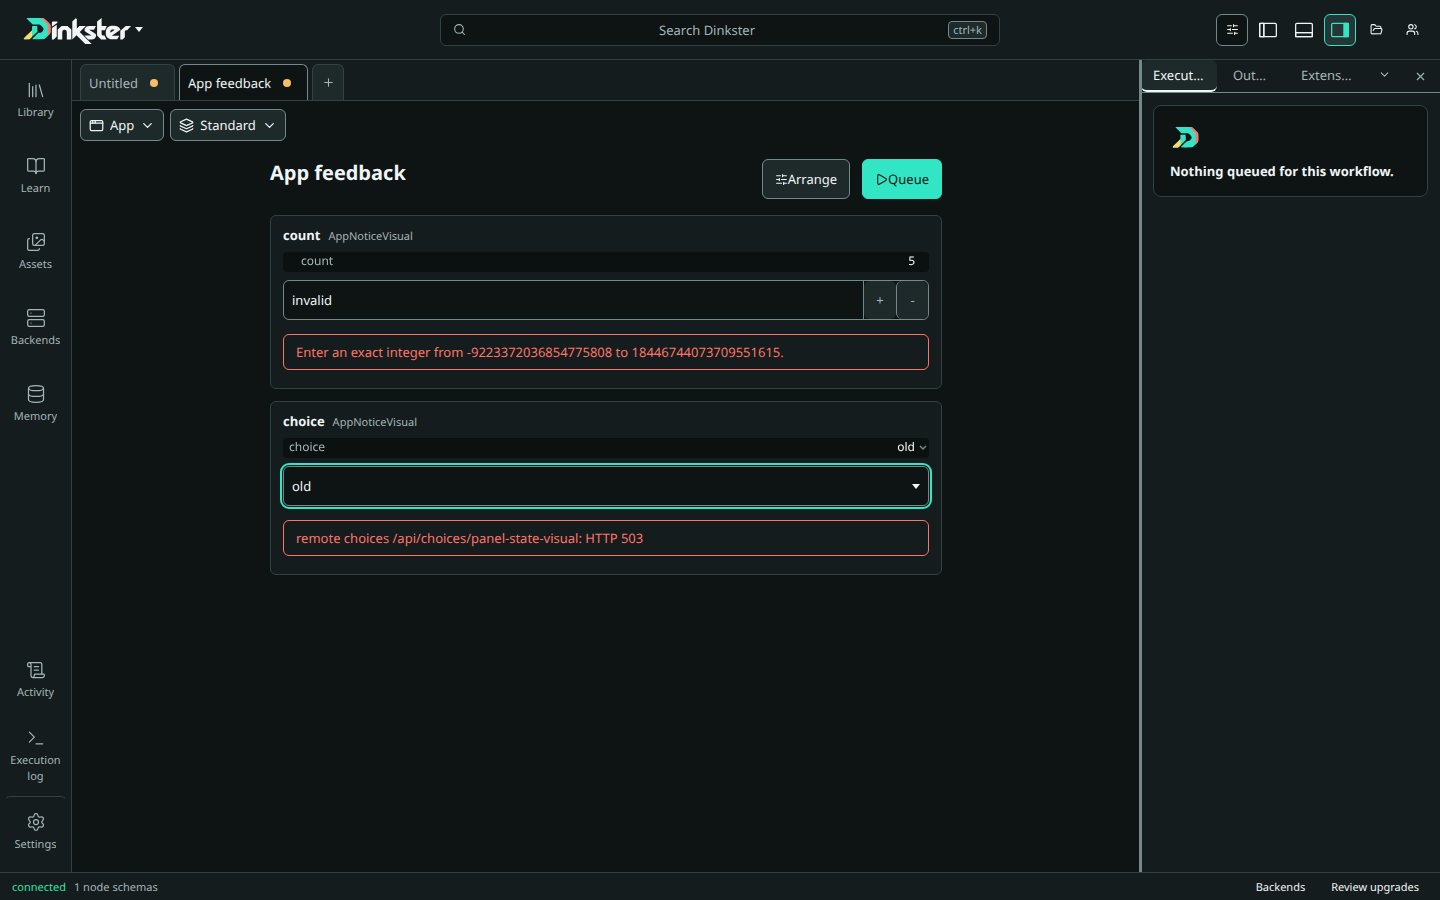 Dinkster
Search Dinkster
ctrl+k
Library
Learn
Assets
Backends
Memory
Activity
Execution
log
Settings
Untitled
App feedback
+
App
Standard
App feedback
Arrange
Queue
count AppNoticeVisual
count 5
invalid + -
Enter an exact integer from -9223372036854775808 to 18446744073709551615.
choice AppNoticeVisual
choice old
old
remote choices /api/choices/panel-state-visual: HTTP 503
Execut...
Out...
Extens...
Nothing queued for this workflow.
connected 1 node schemas
Backends
Review upgrades